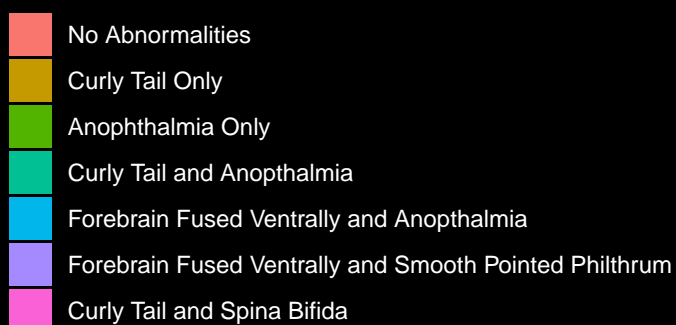 No Abnormalities
Curly Tail Only
Anophthalmia Only
Curly Tail and Anopthalmia
Forebrain Fused Ventrally and Anopthalmia
Forebrain Fused Ventrally and Smooth Pointed Philthrum
Curly Tail and Spina Bifida